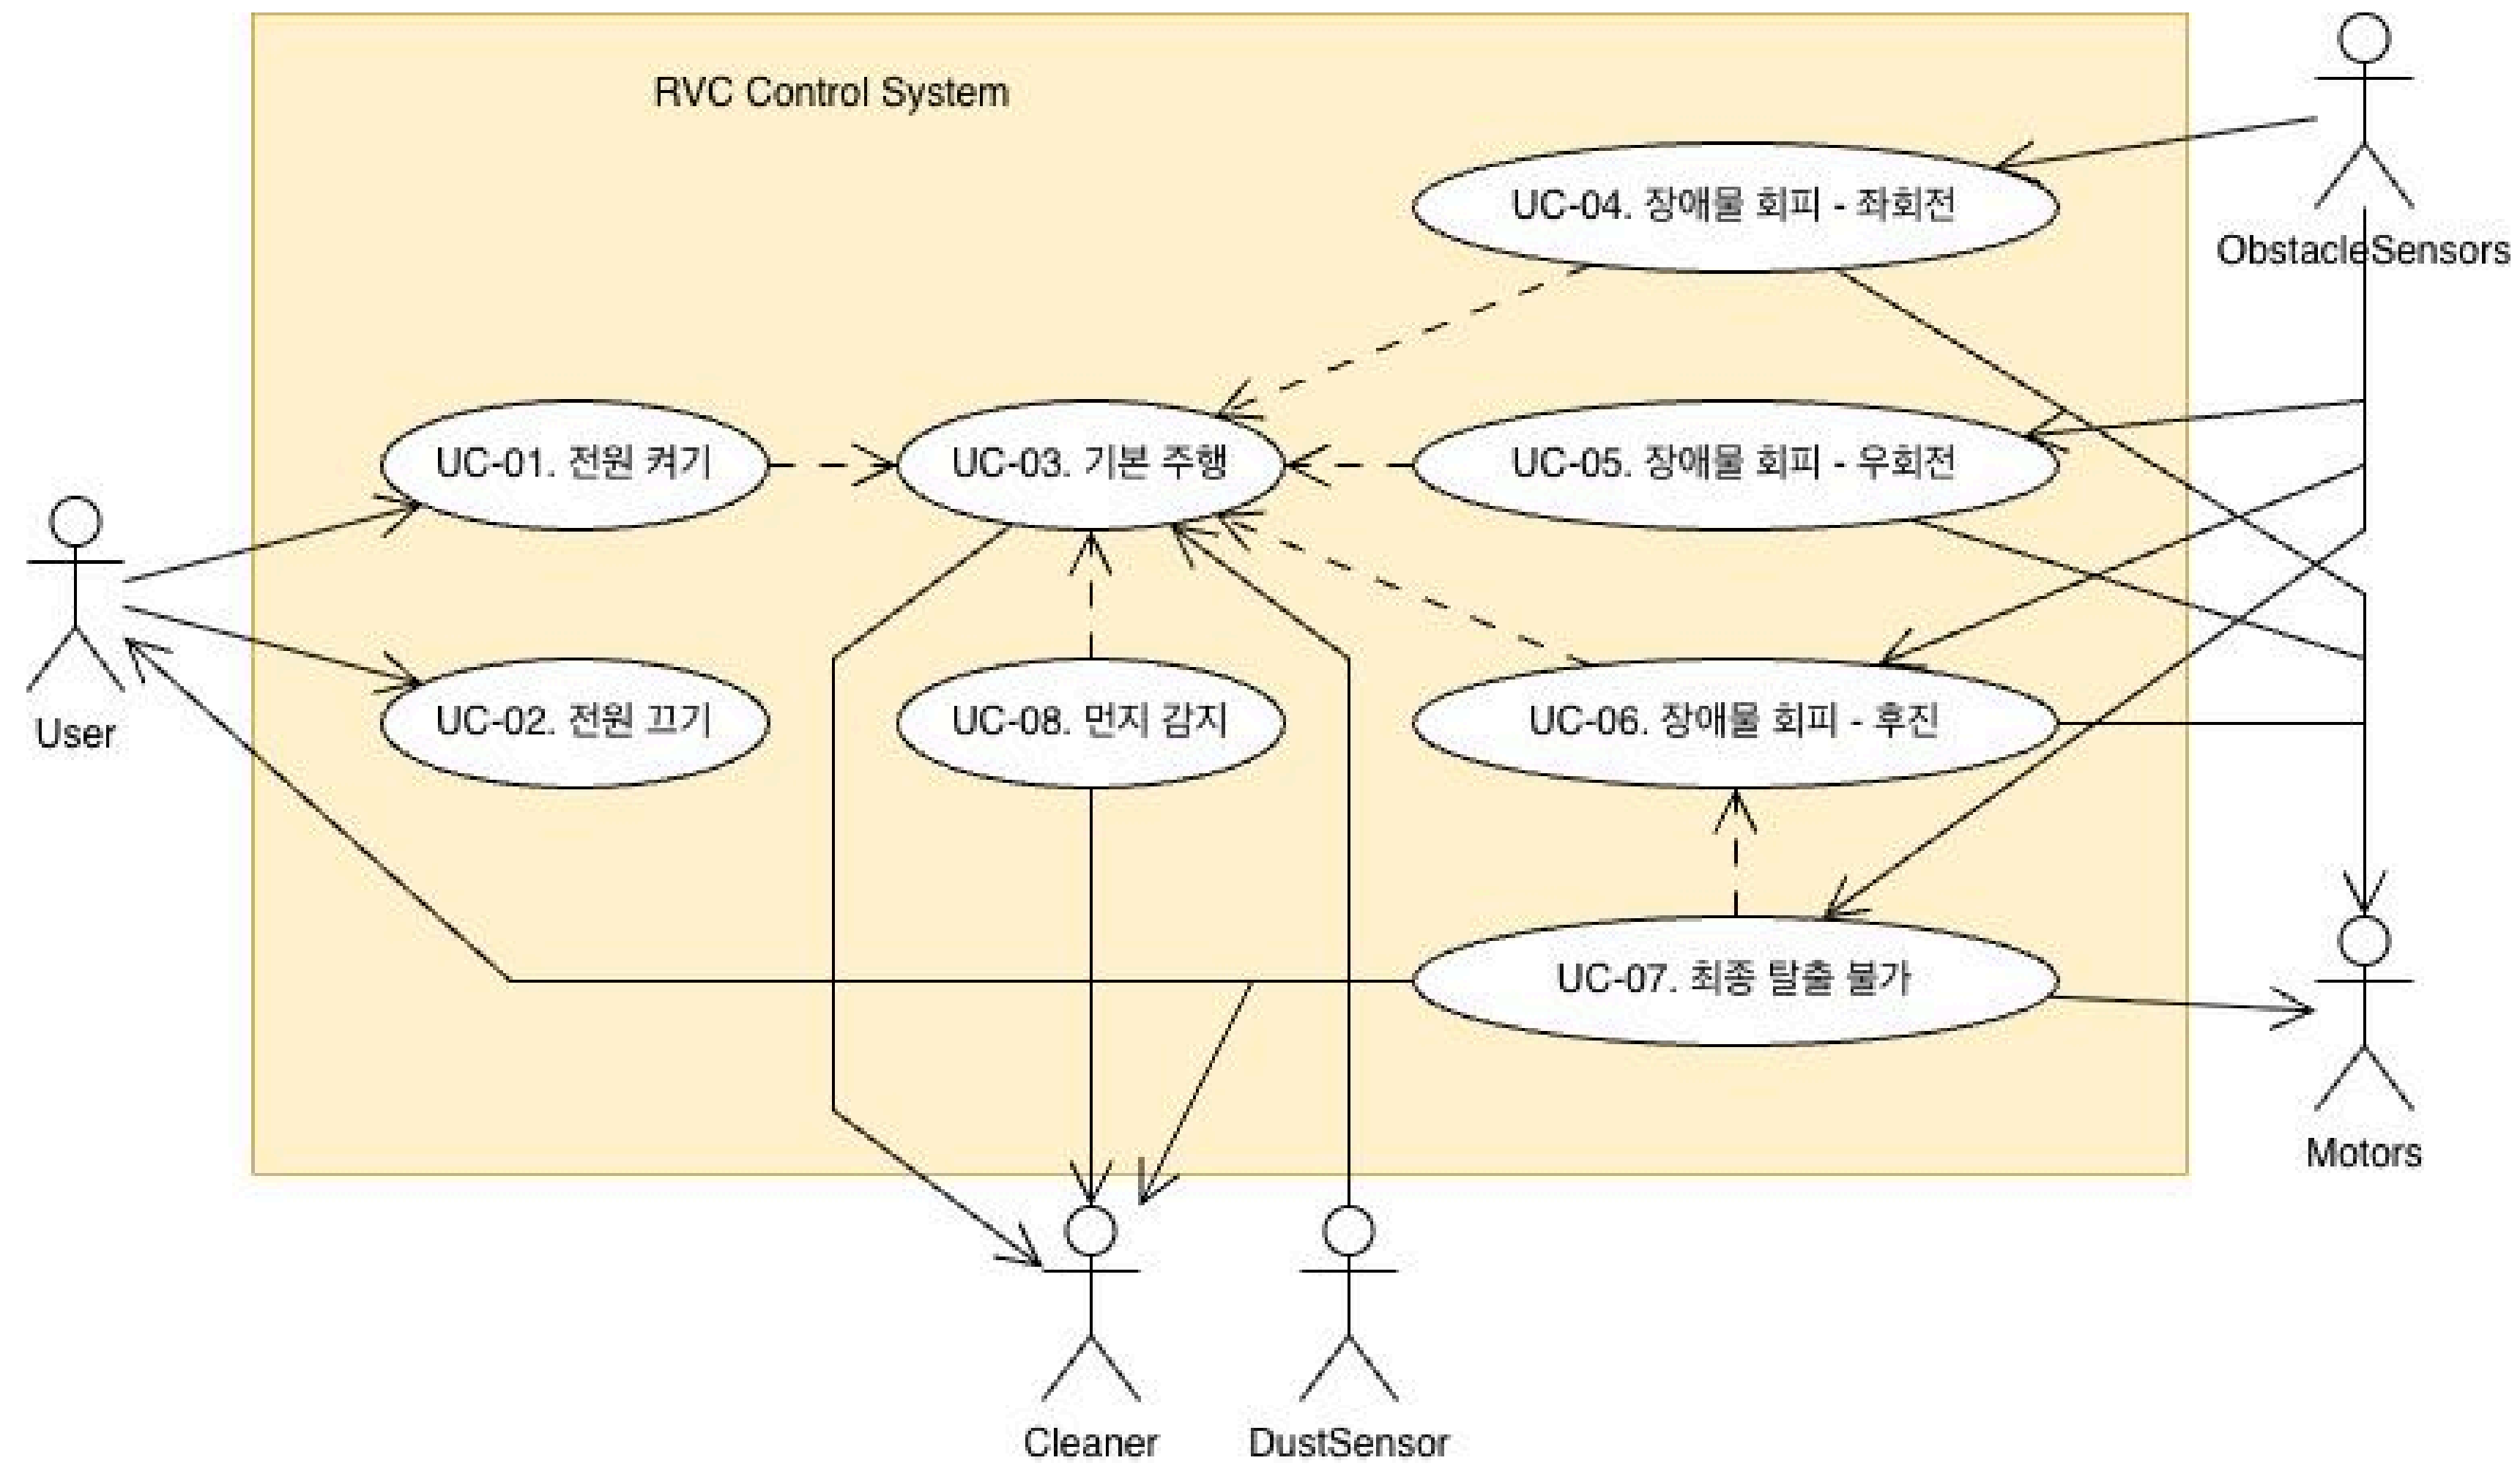 RVC Control System
UC-04. 장애물 회피 - 좌회전
ObstacleSensors
UC-01. 전원 켜기
UC-03. 기본 주행
UC-05. 장애물 회피 - 우회전
User
UC-02. 전원 끄기
UC-08. 먼지 감지
UC-06. 장애물 회피 - 후진
UC-07. 최종 탈출 불가
Motors
Cleaner
DustSensor